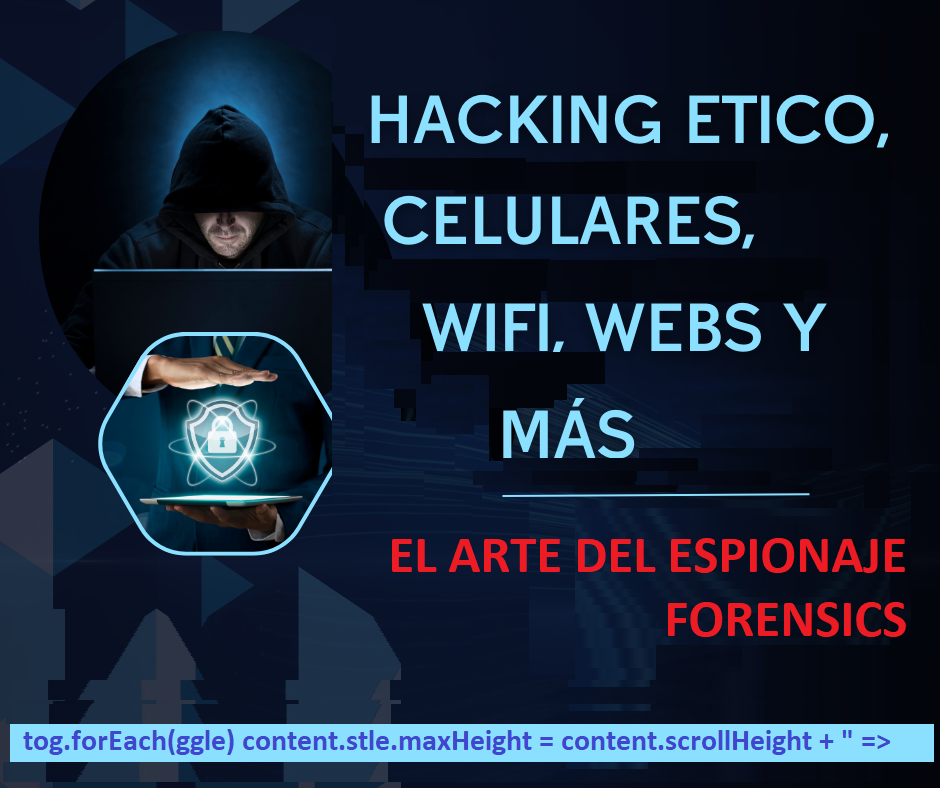 HACKING ETICO,
CELULARES,
WIFI, WEBS Y
MÁS
EL ARTE DEL ESPIONAJE
FORENSICS
tog.forEach(ggle) content.stle.maxHeight = content.scrollHeight + " =>